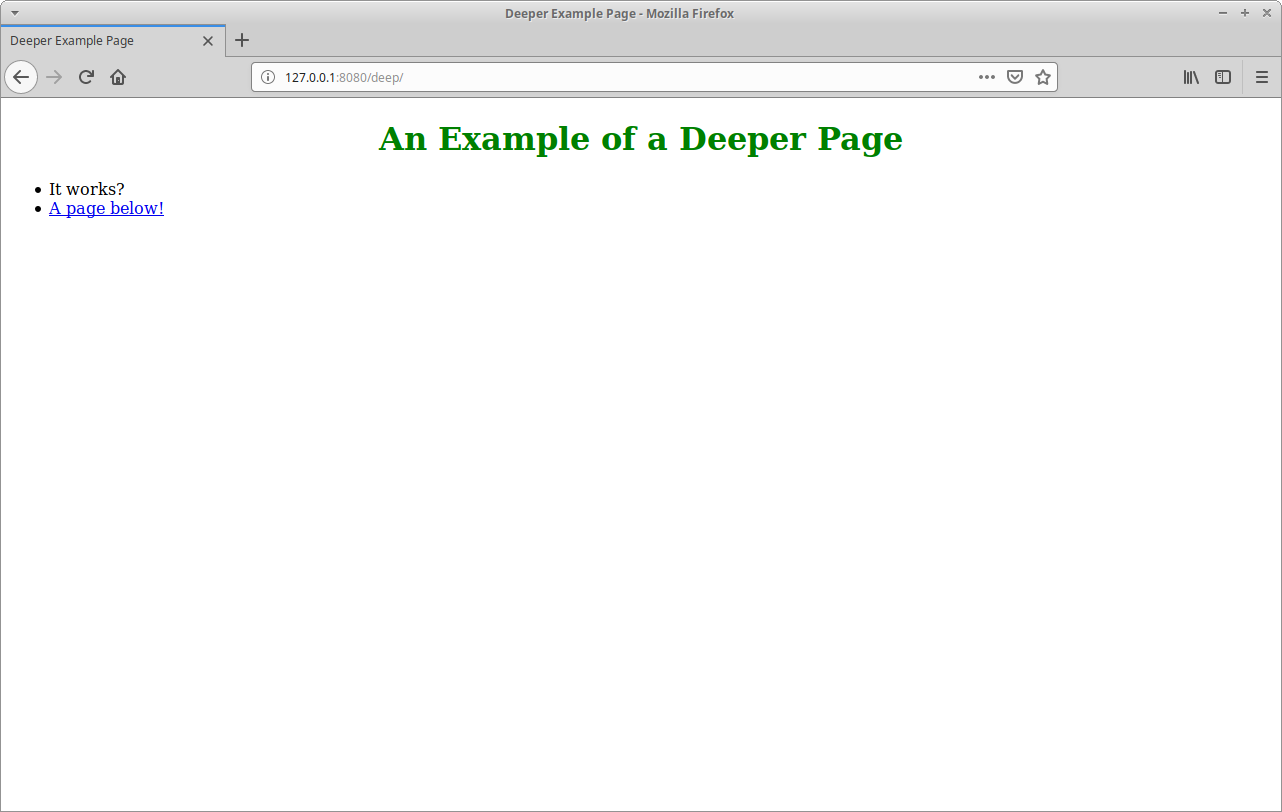 Deeper Example Page - Mozilla Firefox
Deeper Example Page
127.0.0.1:8080/deep/
An Example of a Deeper Page
It works?
A page below!